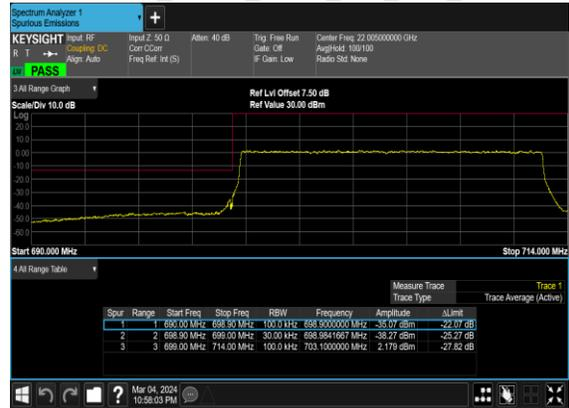 Spectrum Analyzer 1
Spurious Emissions
KEYSIGHT Input: RF Input Z: 50 Ω Atten: 40 dB Trig: Free Run Center Freq: 22.005000000 GHz
R T Coupling: DC Corr CCorr Gate: Off Avg|Hold: 100/100
Align: Auto Freq Ref: Int (S) IF Gain: Low Radio Std: None
PASS
3 All Range Graph
Ref Lvl Offset 7.50 dB
Scale/Div 10.0 dB Ref Value 30.00 dBm
Log
20.0
10.0
0.00
-10.0
-20.0
-30.0
-40.0
-50.0
-60.0
Start 690.000 MHz Stop 714.000 MHz
4 All Range Table
Measure Trace Trace 1
Trace Type Trace Average (Active)
Spur Range Start Freq Stop Freq RBW Frequency Amplitude ΔLimit
1 1 690.00 MHz 698.90 MHz 100.0 kHz 698.9000000 MHz -35.07 dBm -22.07 dB
2 2 698.90 MHz 699.00 MHz 30.00 kHz 698.9841667 MHz -38.27 dBm -25.27 dB
3 3 699.00 MHz 714.00 MHz 100.0 kHz 703.1000000 MHz 2.179 dBm -27.82 dB
Mar 04, 2024
10:58:03 PM